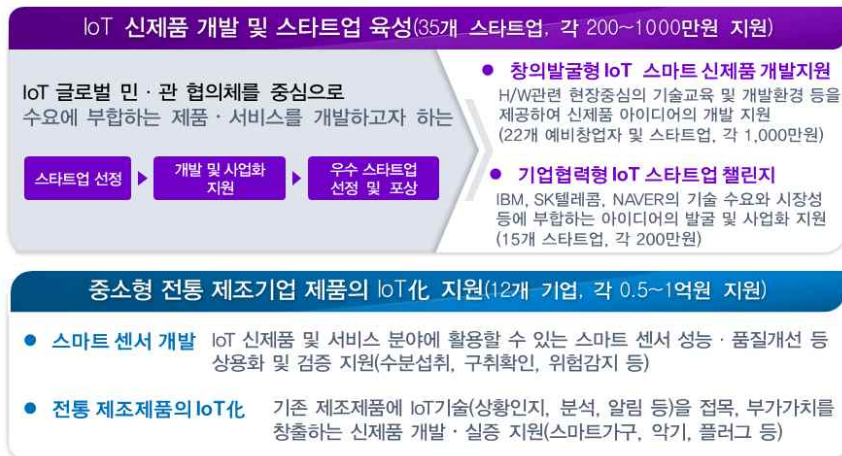 IoT 신제품 개발 및 스타트업 육성(35개 스타트업, 각 200~1000만원 지원)
IoT 글로벌 민·관 협의체를 중심으로
수요에 부합하는 제품·서비스를 개발하고자 하는
스타트업 선정
개발 및 사업화
지원
우수 스타트업
선정 및 포상
● 창의발굴형 IoT 스마트 신제품 개발지원
H/W관련 현장중심의 기술교육 및 개발환경 등을
제공하여 신제품 아이디어의 개발 지원
(22개 예비창업자 및 스타트업, 각 1,000만원)
● 기업협력형 IoT 스타트업 챌린지
IBM, SK텔레콤, NAVER의 기술 수요와 시장성
등에 부합하는 아이디어의 발굴 및 사업화 지원
(15개 스타트업, 각 200만원)
중소형 전통 제조기업 제품의 IoT化 지원(12개 기업, 각 0.5~1억원 지원)
● 스마트 센서 개발 IoT 신제품 및 서비스 분야에 활용할 수 있는 스마트 센서 성능·품질개선 등
상용화 및 검증 지원(수분섭취, 구취확인, 위험감지 등)
● 전통 제조제품의 IoT化 기존 제조제품에 IoT기술(상황인지, 분석, 알림 등)을 접목, 부가가치를
창출하는 신제품 개발·실증 지원(스마트가구, 악기, 플러그 등)